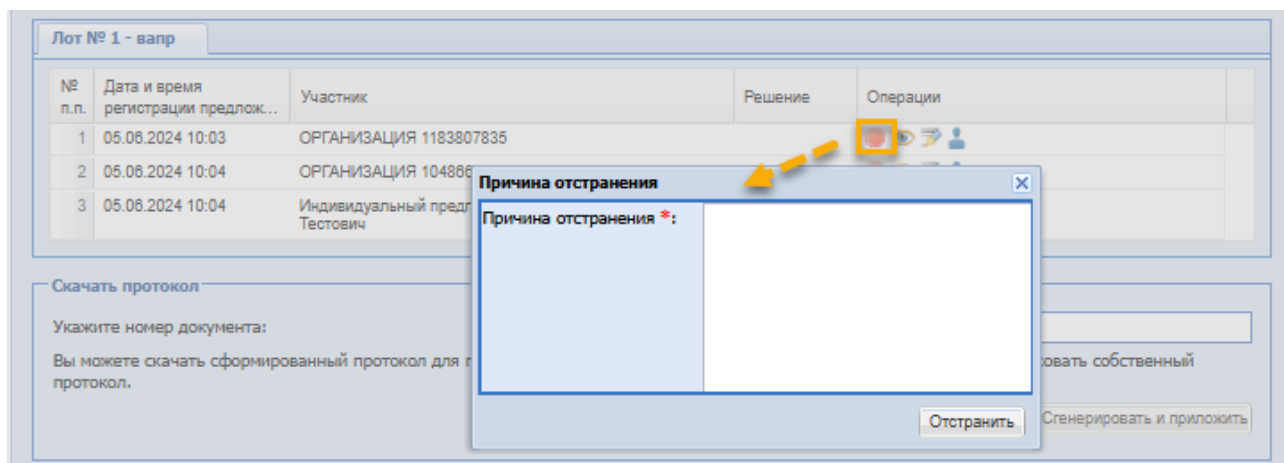 Лот № 1 - вапр
№ п.п.
Дата и время регистрации предлож...
Участник
Решение
Операции
1 05.06.2024 10:03 ОРГАНИЗАЦИЯ 1183807835
2 05.06.2024 10:04 ОРГАНИЗАЦИЯ 104866
3 05.06.2024 10:04 Индивидуальный
Тестович
Причина отстранения
Причина отстранения *:
Отстранить
Скачать протокол
Укажите номер документа:
Вы можете скачать сформированный протокол для собственный
протокол.
Сгенерировать и приложить